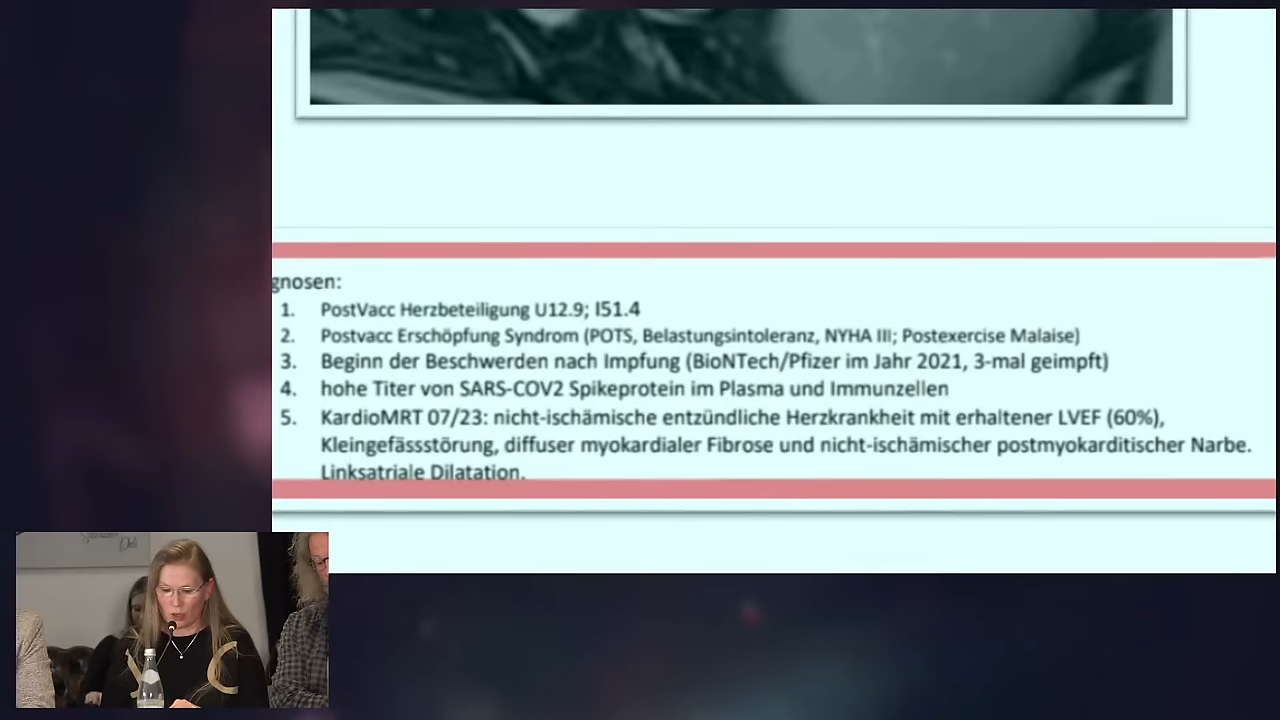 gnosen:
1. PostVacc Herzbeteiligung U12.9; I51.4
2. Postvacc Erschöpfung Syndrom (POTS, Belastungsintoleranz, NYHA III; Postexercise Malaise)
3. Beginn der Beschwerden nach Impfung (BioNTech/Pfizer im Jahr 2021, 3-mal geimpft)
4. hohe Titer von SARS-COV2 Spikeprotein im Plasma und Immunzellen
5. KardioMRT 07/23: nicht-ischämische entzündliche Herzkrankheit mit erhaltener LVEF (60%),
Kleingefässstörung, diffuser myokardialer Fibrose und nicht-ischämischer postmyokarditischer Narbe.
Linksatriale Dilatation.